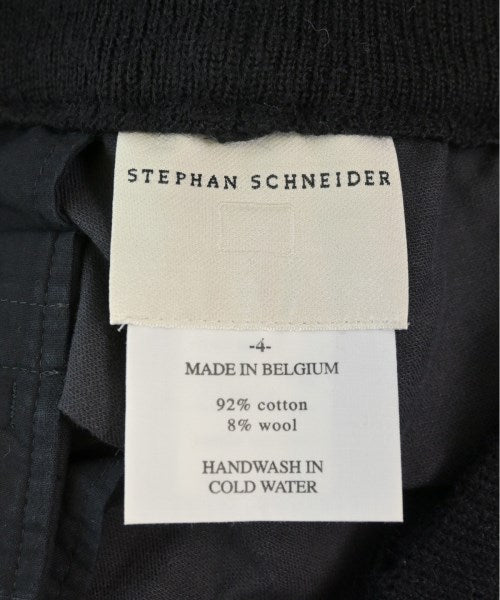 STEPHAN SCHNEIDER
-4-
MADE IN BELGIUM
92% cotton
8% wool
HANDWASH IN
COLD WATER